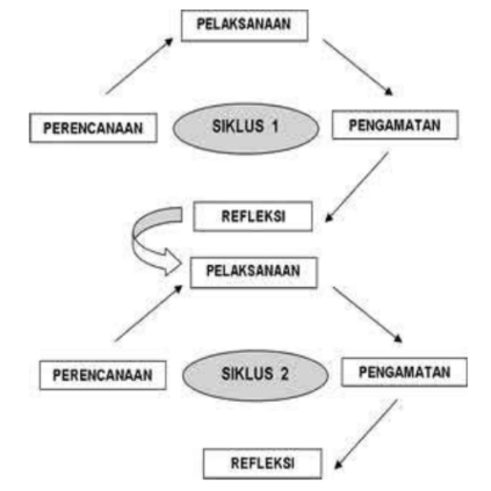 PELAKSANAAN
PERENCANAAN
SIKLUS 1
PENGAMATAN
REFLEKSI
PELAKSANAAN
PERENCANAAN
SIKLUS 2
PENGAMATAN
REFLEKSI